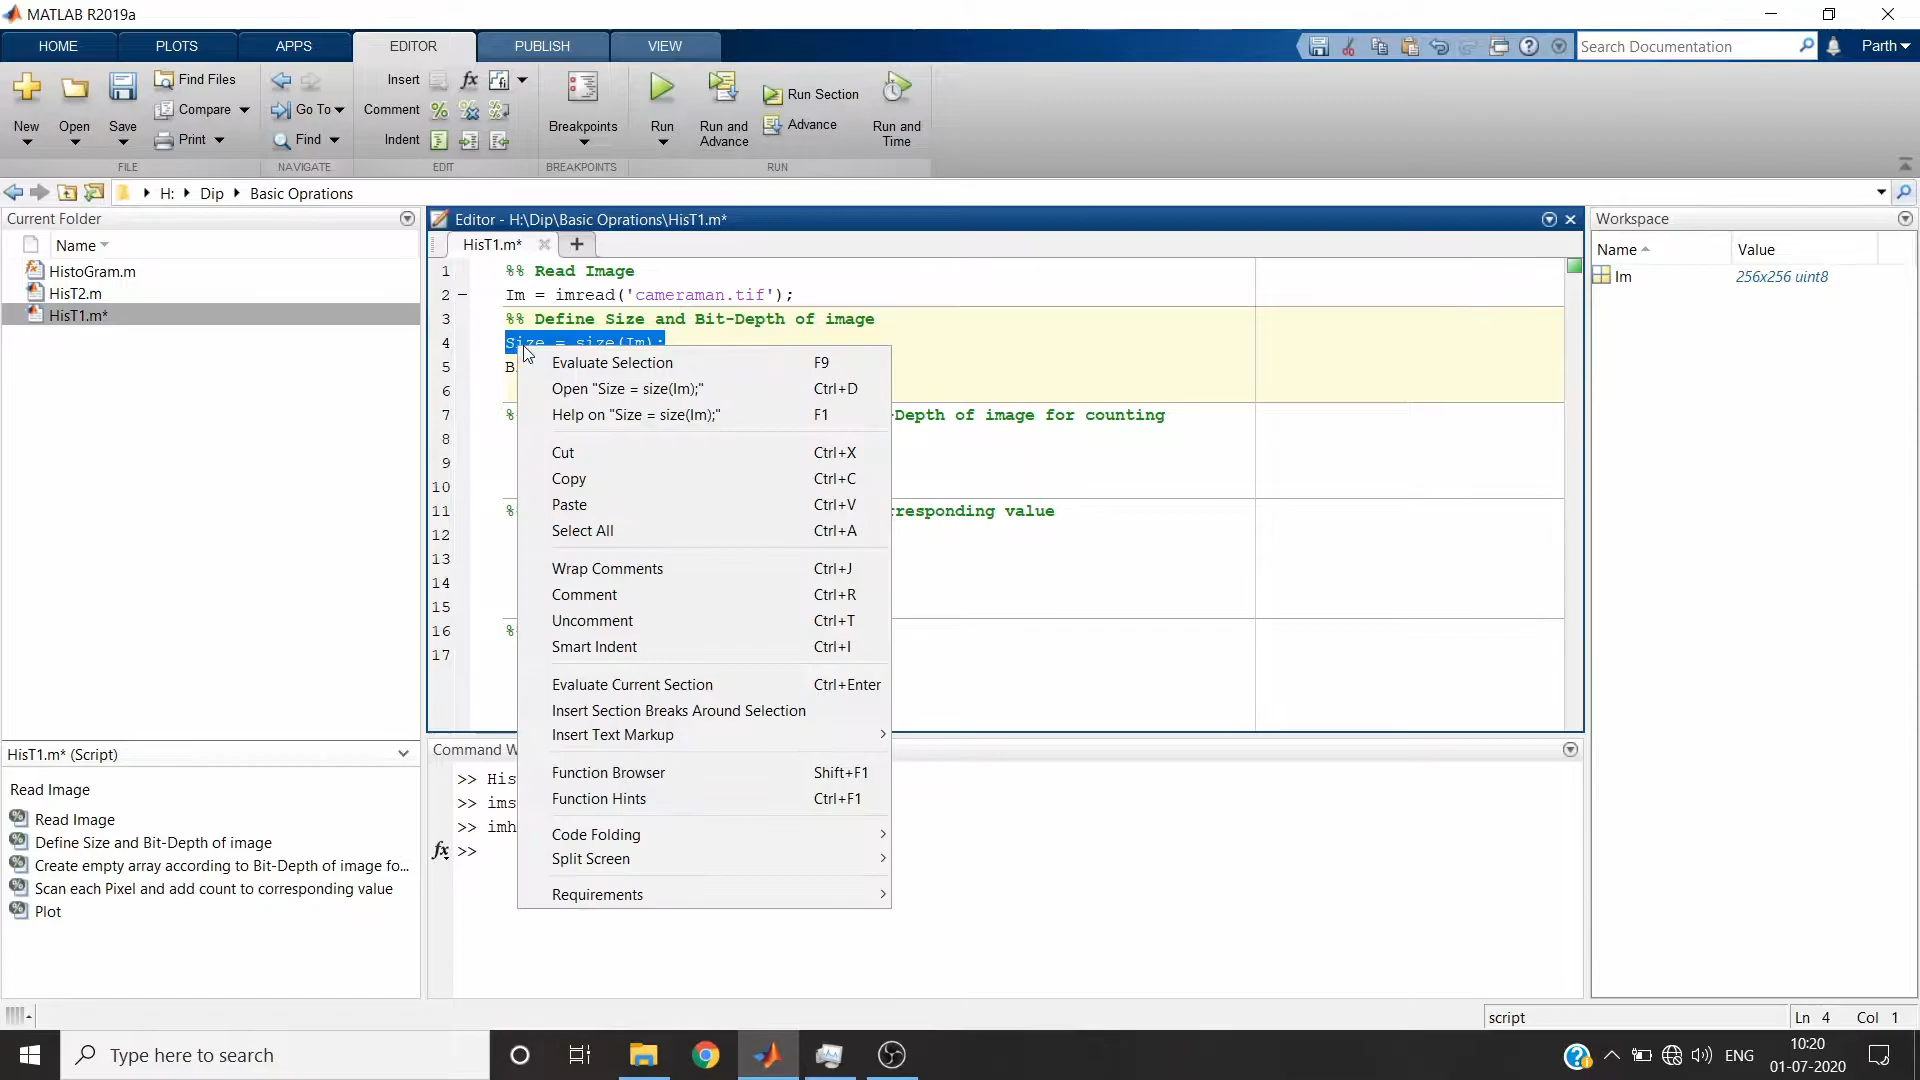 MATLAB R2019a
HOME PLOTS APPS EDITOR PUBLISH VIEW
Search Documentation
Parth
New Open Save
Find Files
Compare
Print
FILE
Go To
Find
NAVIGATE
Insert
Comment
Indent
EDIT
Breakpoints
BREAKPOINTS
Run
Run and Advance
Run Section
Advance
Run and Time
RUN
H: Dip Basic Oprations
Current Folder
Name
HistoGram.m
HisT2.m
HisT1.m*
Editor - H:\Dip\Basic Oprations\HisT1.m*
HisT1.m*
1 %% Read Image
2 Im = imread('cameraman.tif');
3 %% Define Size and Bit-Depth of image
4 Size = size(Im);
5 B
6
7 % -Depth of image for counting
8
9
10
11 % rresponding value
12
13
14
15
16 %
17
Evaluate Selection F9
Open "Size = size(Im);" Ctrl+D
Help on "Size = size(Im);" F1
Cut Ctrl+X
Copy Ctrl+C
Paste Ctrl+V
Select All Ctrl+A
Wrap Comments Ctrl+J
Comment Ctrl+R
Uncomment Ctrl+T
Smart Indent Ctrl+I
Evaluate Current Section Ctrl+Enter
Insert Section Breaks Around Selection
Insert Text Markup
Function Browser Shift+F1
Function Hints Ctrl+F1
Code Folding
Split Screen
Requirements
Workspace
Name Value
Im 256x256 uint8
HisT1.m* (Script)
Read Image
Read Image
Define Size and Bit-Depth of image
Create empty array according to Bit-Depth of image fo...
Scan each Pixel and add count to corresponding value
Plot
Command W
>> His
>> ims
>> imh
fx >>
script
Ln 4 Col 1
Type here to search
ENG
10:20
01-07-2020